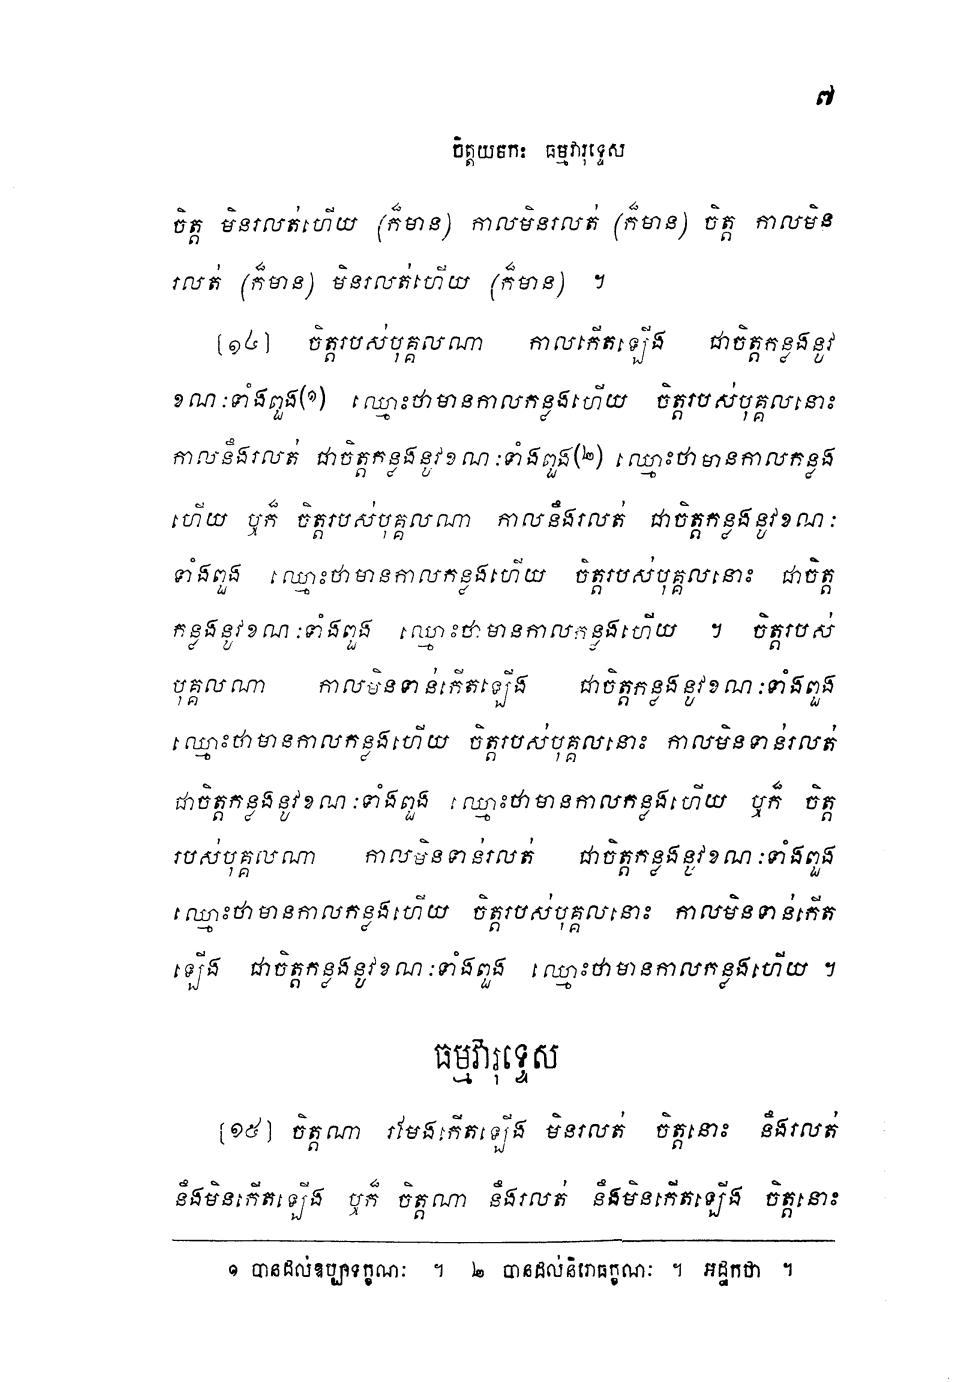 ៧
ចិត្តយមកៈ ធម្មវារុទ្ទេស
ចិត្ត មិនរលត់ហើយ (ក៏មាន) កាលមិនរលត់ (ក៏មាន) ចិត្ត កាលមិន
រលត់ (ក៏មាន) មិនរលត់ហើយ (ក៏មាន) ។
[១៤] ចិត្តរបស់បុគ្គលណា កាលកើតឡើង ជាចិត្តកន្លងនូវ
ខណៈទាំងពួង(១) ឈ្មោះថាមានកាលកន្លងហើយ ចិត្តរបស់បុគ្គលនោះ
កាលនឹងរលត់ ជាចិត្តកន្លងនូវខណៈទាំងពួង(២) ឈ្មោះថាមានកាលកន្លង
ហើយ ឬក៏ ចិត្តរបស់បុគ្គលណា កាលនឹងរលត់ ជាចិត្តកន្លងនូវខណៈ
ទាំងពួង ឈ្មោះថាមានកាលកន្លងហើយ ចិត្តរបស់បុគ្គលនោះ ជាចិត្ត
កន្លងនូវខណៈទាំងពួង ឈ្មោះថាមានកាលកន្លងហើយ ។ ចិត្តរបស់
បុគ្គលណា កាលមិនទាន់កើតឡើង ជាចិត្តកន្លងនូវខណៈទាំងពួង
ឈ្មោះថាមានកាលកន្លងហើយ ចិត្តរបស់បុគ្គលនោះ កាលមិនទាន់រលត់
ជាចិត្តកន្លងនូវខណៈទាំងពួង ឈ្មោះថាមានកាលកន្លងហើយ ឬក៏ ចិត្ត
របស់បុគ្គលណា កាលមិនទាន់រលត់ ជាចិត្តកន្លងនូវខណៈទាំងពួង
ឈ្មោះថាមានកាលកន្លងហើយ ចិត្តរបស់បុគ្គលនោះ កាលមិនទាន់កើត
ឡើង ជាចិត្តកន្លងនូវខណៈទាំងពួង ឈ្មោះថាមានកាលកន្លងហើយ ។
ធម្មវារុទ្ទេស
[១៥] ចិត្តណា រមែងកើតឡើង មិនរលត់ ចិត្តនោះ នឹងរលត់
នឹងមិនកើតឡើង ឬក៏ ចិត្តណា នឹងរលត់ នឹងមិនកើតឡើង ចិត្តនោះ
១ បានដល់ឧប្បាទក្ខណៈ ។ ២ បានដល់និរោធក្ខណៈ ។ អដ្ឋកថា ។